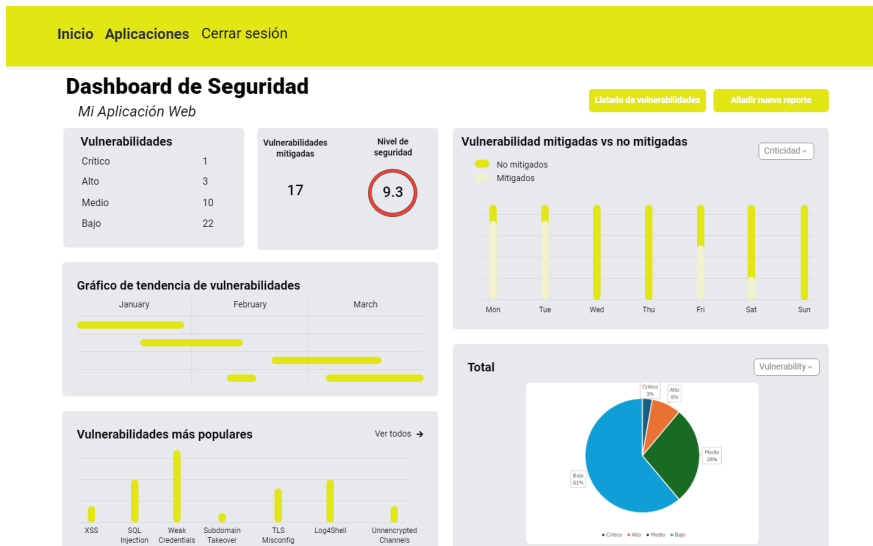 Inicio Aplicaciones Cerrar sesión
Dashboard de Seguridad
Mi Aplicación Web
Listado de vulnerabilidades
Añadir nuevo reporte
Vulnerabilidades
Crítico 1
Alto 3
Medio 10
Bajo 22
Vulnerabilidades
mitigadas
17
Nivel de
seguridad
9.3
Vulnerabilidad mitigadas vs no mitigadas
Criticidad
No mitigados
Mitigados
Mon Tue Wed Thu Fri Sat Sun
Gráfico de tendencia de vulnerabilidades
January February March
Total
Vulnerability
Crítico
3%
Alto
8%
Medio
28%
Bajo
61%
Crítico Alto Medio Bajo
Vulnerabilidades más populares
Ver todos →
XSS
SQL
Injection
Weak
Credentials
Subdomain
Takeover
TLS
Misconfig
Log4Shell
Unnencrypted
Channels